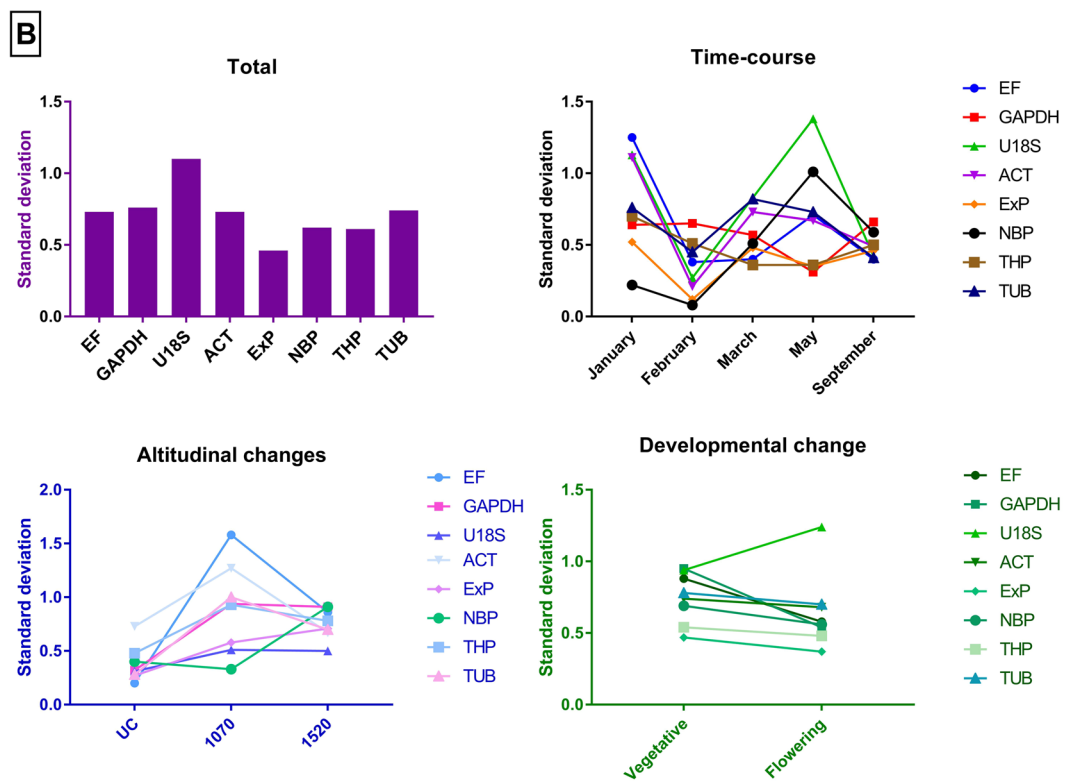 B
Total
Standard deviation
1.5
1.0
0.5
0.0
EF
GAPDH
U18S
ACT
ExP
NBP
THP
TUB
Time-course
Standard deviation
1.5
1.0
0.5
0.0
January
February
March
May
September
EF
GAPDH
U18S
ACT
ExP
NBP
THP
TUB
Altitudinal changes
Standard deviation
2.0
1.5
1.0
0.5
0.0
UC
1070
1520
EF
GAPDH
U18S
ACT
ExP
NBP
THP
TUB
Developmental change
Standard deviation
1.5
1.0
0.5
0.0
Vegetative
Flowering
EF
GAPDH
U18S
ACT
ExP
NBP
THP
TUB